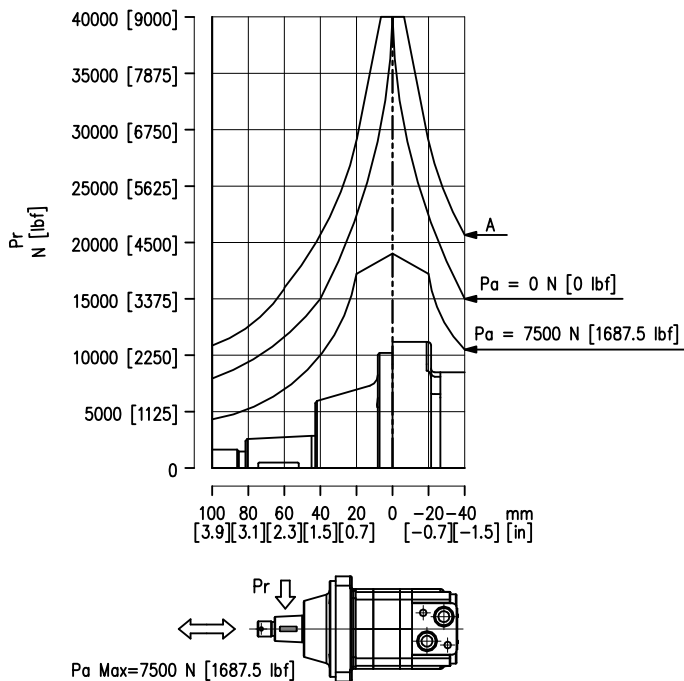 40000 [9000]
35000 [7875]
30000 [6750]
25000 [5625]
20000 [4500]
15000 [3375]
10000 [2250]
5000 [1125]
0
Pr
N [lbf]
A
Pa = 0 N [0 lbf]
Pa = 7500 N [1687.5 lbf]
100 80 60 40 20 0 -20 -40 mm
[3.9][3.1][2.3][1.5][0.7] [-0.7][-1.5] [in]
Pr
Pa Max=7500 N [1687.5 lbf]